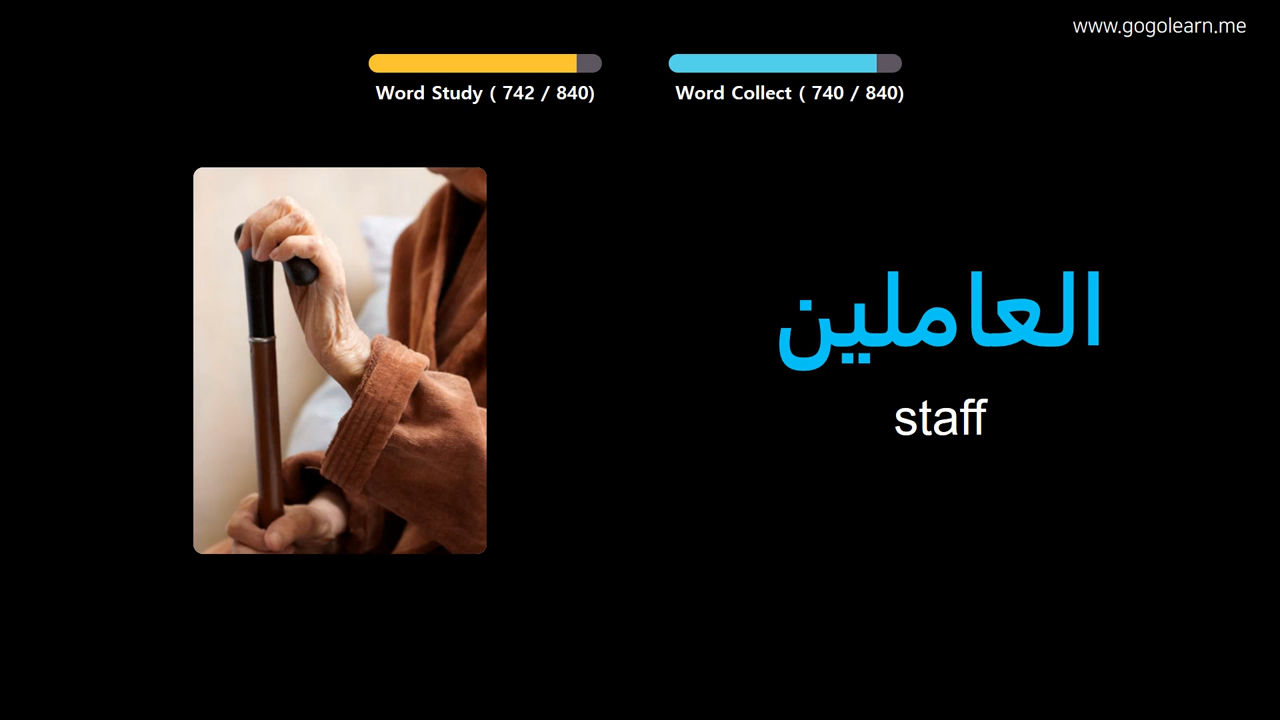 www.gogolearn.me
Word Study ( 742 / 840)
Word Collect ( 740 / 840)
العاملين
staff